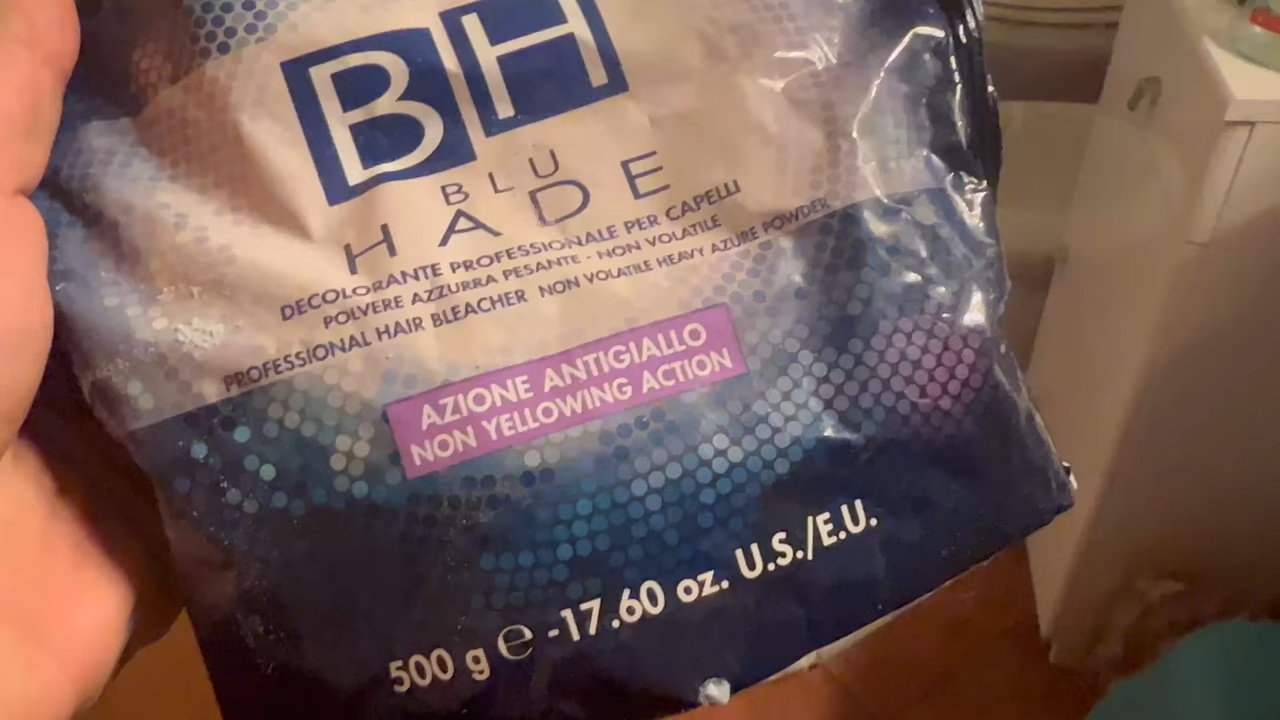 BH
BLU
HADE
DECOLORANTE PROFESSIONALE PER CAPELLI
POLVERE AZZURRA PESANTE - NON VOLATILE
PROFESSIONAL HAIR BLEACHER NON VOLATILE HEAVY AZURE POWDER
AZIONE ANTIGIALLO
NON YELLOWING ACTION
500 g ℮ -17.60 oz. U.S./E.U.